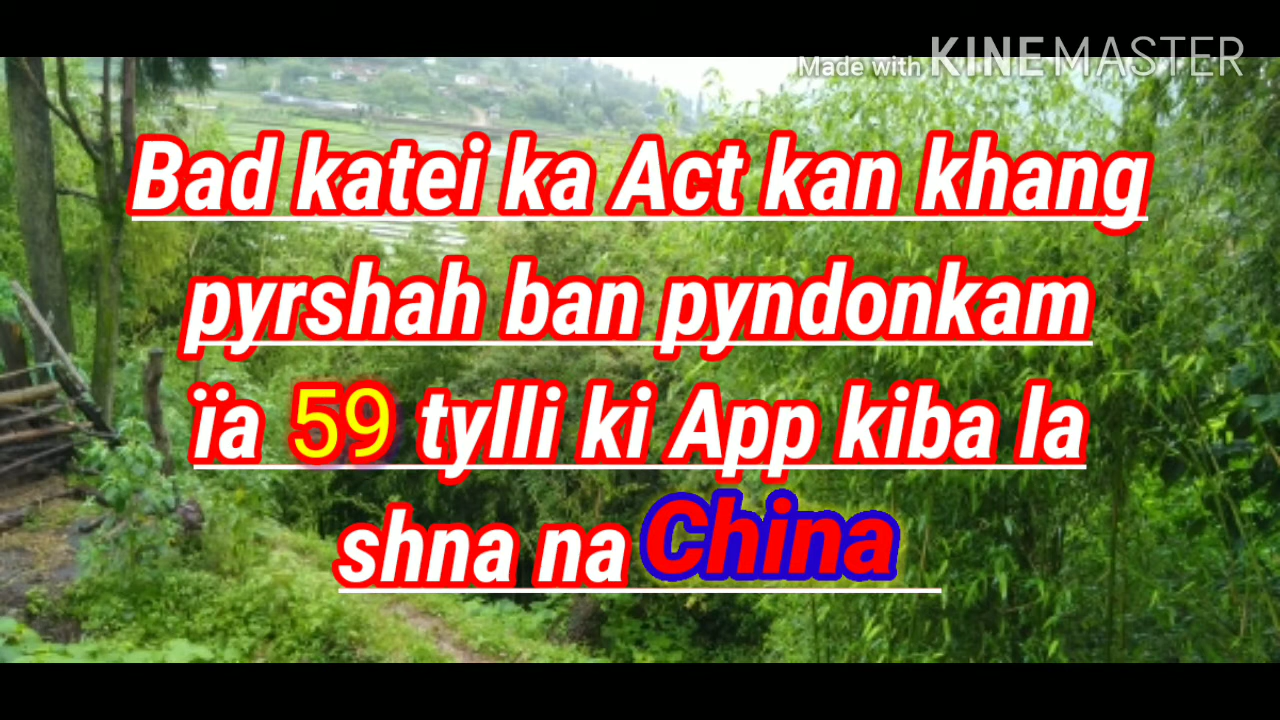 Made with KINEMASTER
Bad katei ka Act kan khang
pyrshah ban pyndonkam
ïa 59 tylli ki App kiba la
shna na China